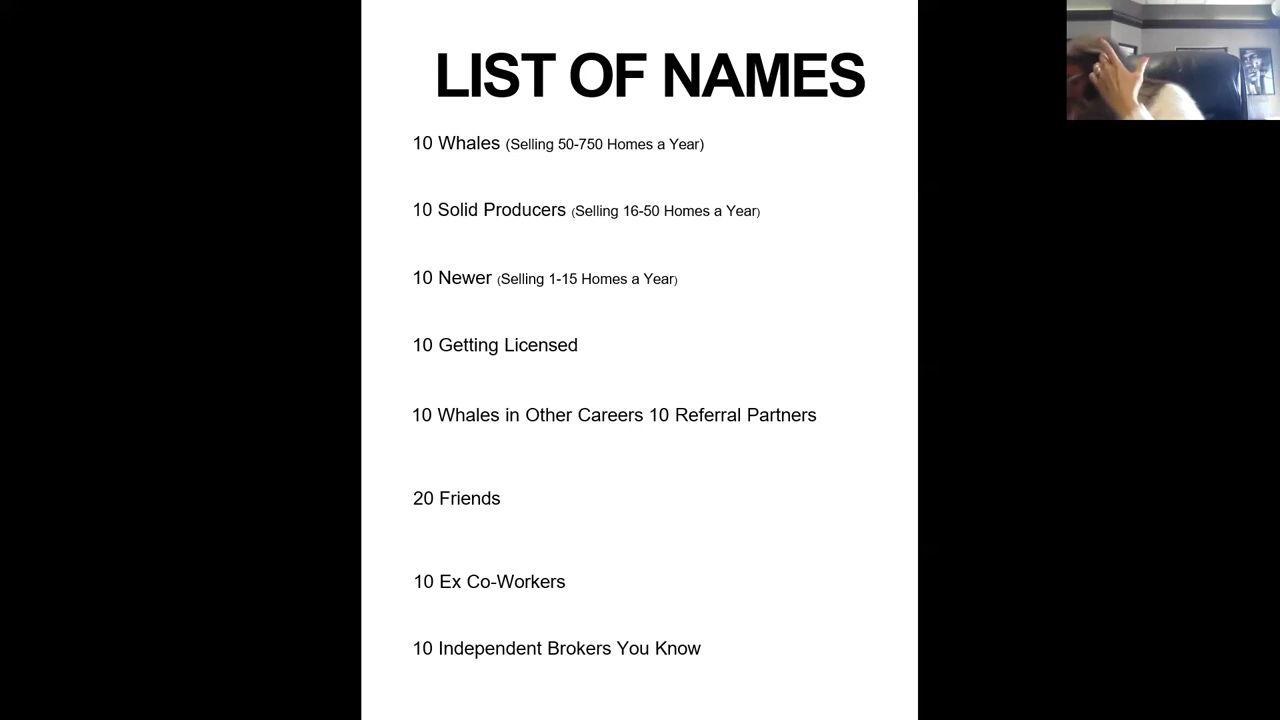 LIST OF NAMES
10 Whales (Selling 50-750 Homes a Year)
10 Solid Producers (Selling 16-50 Homes a Year)
10 Newer (Selling 1-15 Homes a Year)
10 Getting Licensed
10 Whales in Other Careers 10 Referral Partners
20 Friends
10 Ex Co-Workers
10 Independent Brokers You Know